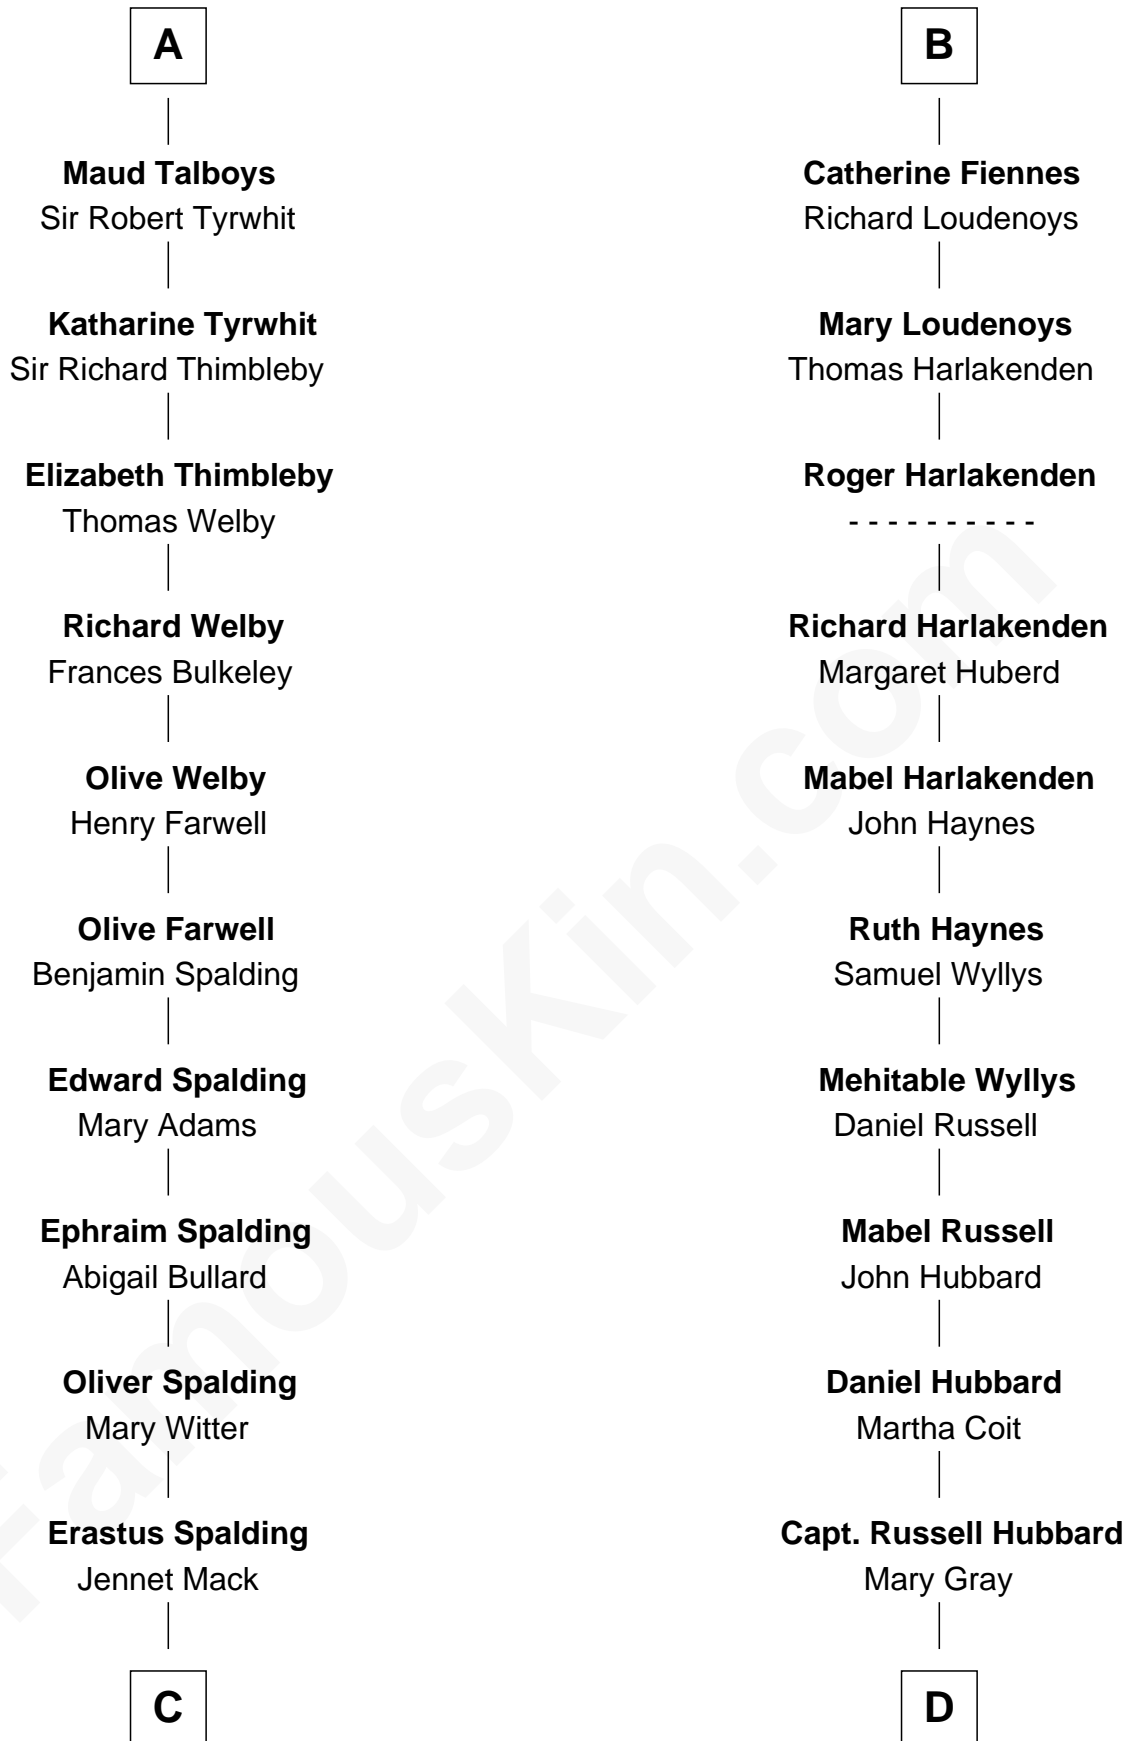 A
Maud Talboys
Sir Robert Tyrwhit
Katharine Tyrwhit
Sir Richard Thimbleby
Elizabeth Thimbleby
Thomas Welby
Richard Welby
Frances Bulkeley
Olive Welby
Henry Farwell
Olive Farwell
Benjamin Spalding
Edward Spalding
Mary Adams
Ephraim Spalding
Abigail Bullard
Oliver Spalding
Mary Witter
Erastus Spalding
Jennet Mack
C
B
Catherine Fiennes
Richard Loudenoys
Mary Loudenoys
Thomas Harlakenden
Roger Harlakenden
- - - - - - - - - -
Richard Harlakenden
Margaret Huberd
Mabel Harlakenden
John Haynes
Ruth Haynes
Samuel Wyllys
Mehitable Wyllys
Daniel Russell
Mabel Russell
John Hubbard
Daniel Hubbard
Martha Coit
Capt. Russell Hubbard
Mary Gray
D
FamousKin.com